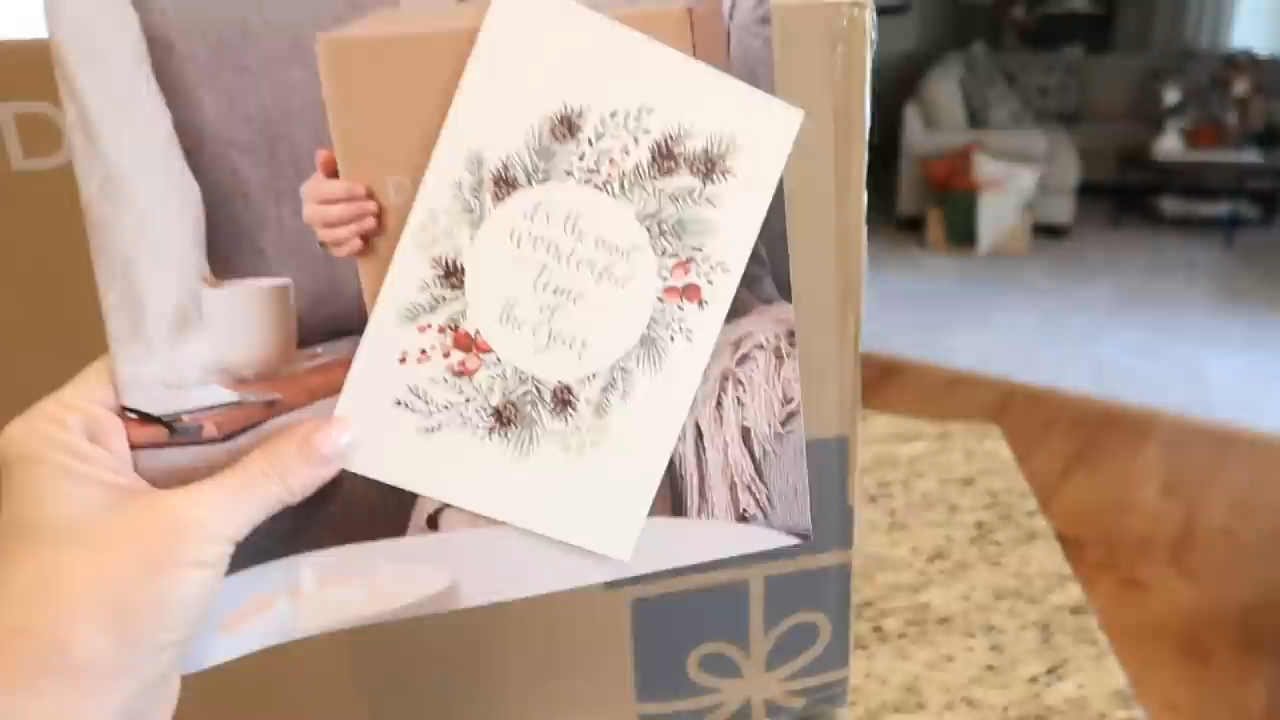 D
it's the most
wonderful
time
of
the year